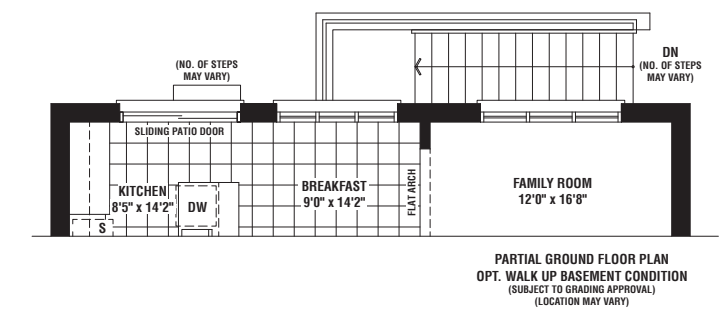 DN
(NO. OF STEPS
MAY VARY)
(NO. OF STEPS
MAY VARY)
SLIDING PATIO DOOR
KITCHEN
8'5" x 14'2"
DW
S
BREAKFAST
9'0" x 14'2"
FLAT ARCH
FAMILY ROOM
12'0" x 16'8"
PARTIAL GROUND FLOOR PLAN
OPT. WALK UP BASEMENT CONDITION
(SUBJECT TO GRADING APPROVAL)
(LOCATION MAY VARY)